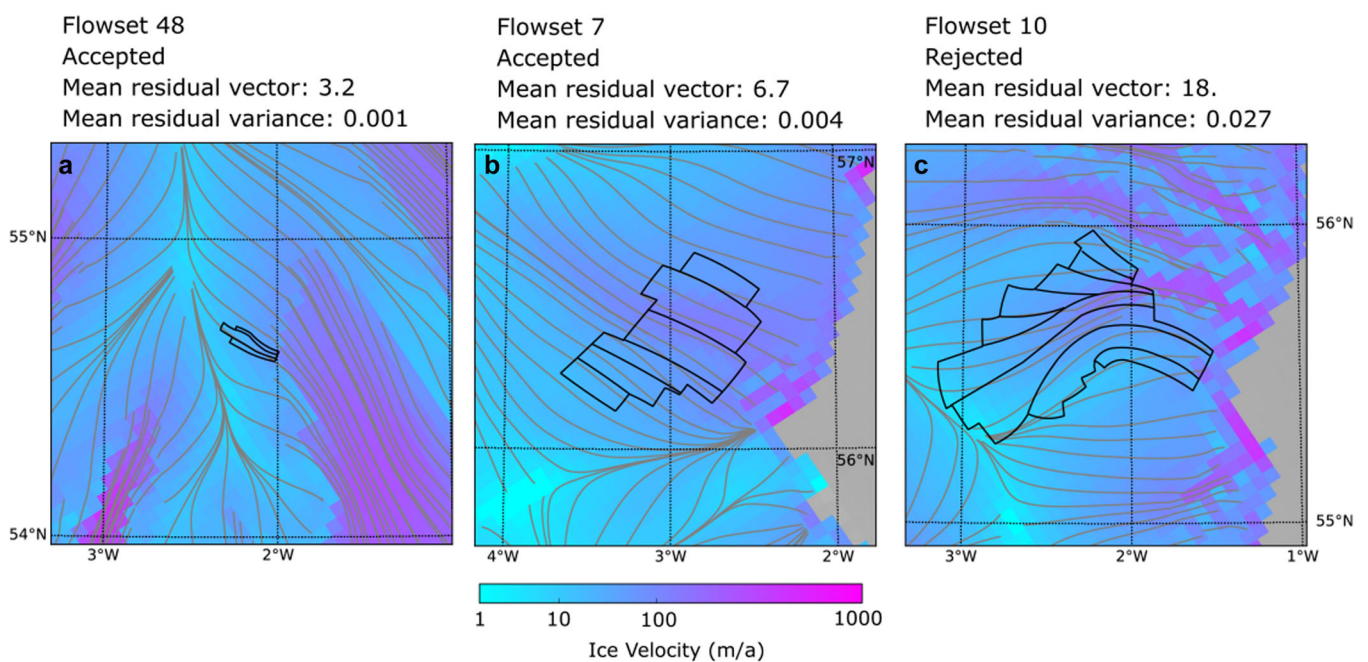 Flowset 48
Accepted
Mean residual vector: 3.2
Mean residual variance: 0.001
Flowset 7
Accepted
Mean residual vector: 6.7
Mean residual variance: 0.004
Flowset 10
Rejected
Mean residual vector: 18.
Mean residual variance: 0.027
a
55°N
54°N
3°W 2°W
b
57°N
56°N
4°W 3°W 2°W
c
56°N
55°N
3°W 2°W 1°W
1 10 100 1000
Ice Velocity (m/a)